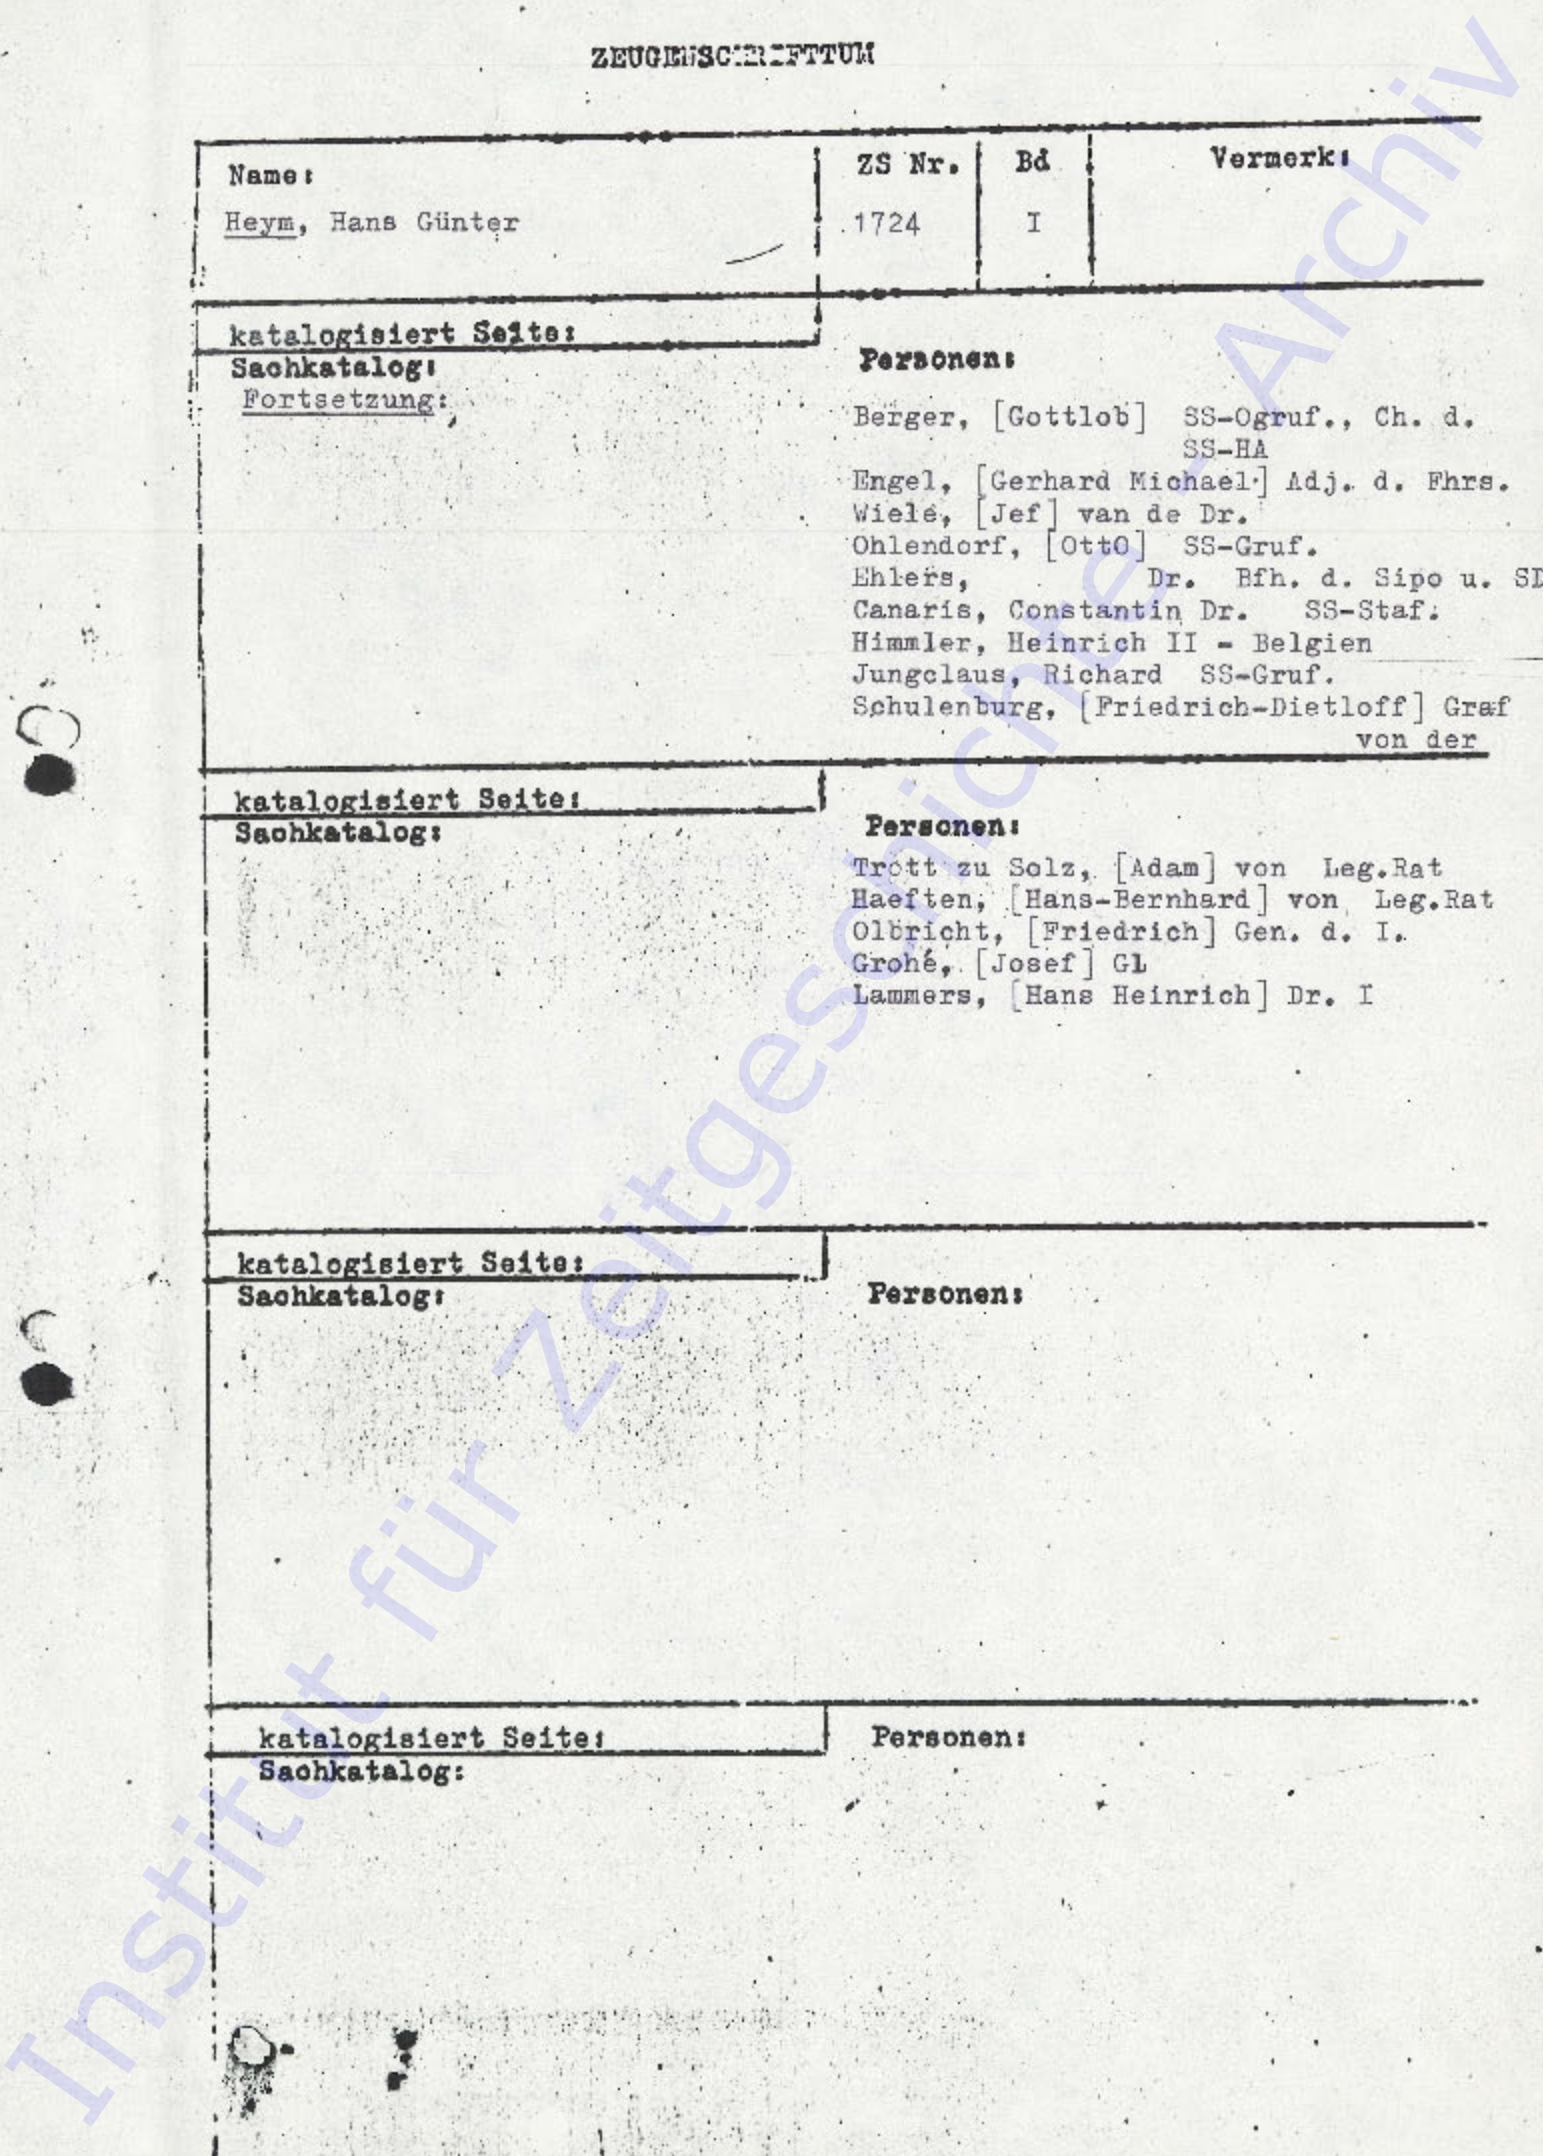 ZEUGENSCHRIFTTUM
Name: ZS Nr. Bd Vermerk:
Heym, Hans Günter 1724 I
katalogisiert Seite:
Sachkatalog: Personen:
Fortsetzung:
Berger, [Gottlob] SS-Ogruf., Ch. d.
SS-HA
Engel, [Gerhard Michael] Adj. d. Fhrs.
Wiele, [Jef] van de Dr.
Ohlendorf, [OttO] SS-Gruf.
Ehlers, Dr. Bfh. d. Sipo u. SD
Canaris, Constantin Dr. SS-Staf.
Himmler, Heinrich II - Belgien
Jungclaus, Richard SS-Gruf.
Schulenburg, [Friedrich-Dietloff] Graf
von der
katalogisiert Seite:
Sachkatalog: Personen:
Trott zu Solz, [Adam] von Leg.Rat
Haeften, [Hans-Bernhard] von Leg.Rat
Olbricht, [Friedrich] Gen. d. I.
Grohé, [Josef] Gl
Lammers, [Hans Heinrich] Dr. I
katalogisiert Seite:
Sachkatalog: Personen:
katalogisiert Seite: Personen:
Sachkatalog:
Institut für Zeitgeschichte - Archiv